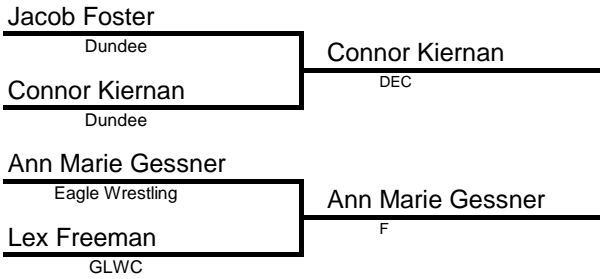 Jacob Foster
Dundee
Connor Kiernan
DEC
Connor Kiernan
Dundee
Ann Marie Gessner
Eagle Wrestling
Ann Marie Gessner
F
Lex Freeman
GLWC